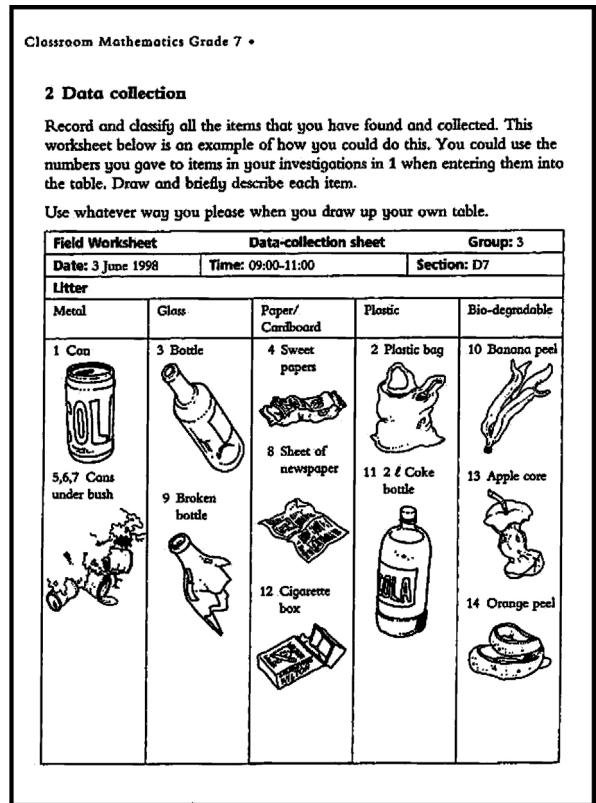 Classroom Mathematics Grade 7 •
2 Data collection
Record and classify all the items that you have found and collected. This
worksheet below is an example of how you could do this. You could use the
numbers you gave to items in your investigations in 1 when entering them into
the table. Draw and briefly describe each item.
Use whatever way you please when you draw up your own table.
Field Worksheet Data-collection sheet Group: 3
Date: 3 June 1998 Time: 09:00-11:00 Section: D7
Litter
Metal Glass Paper/ Plastic Bio-degradable
Cardboard
1 Can 3 Bottle 4 Sweet 2 Plastic bag 10 Banana peel
papers
COL
8 Sheet of
newspaper
5,6,7 Cans
under bush
9 Broken
bottle
11 2 ℓ Coke
bottle
13 Apple core
COLA
12 Cigarette
box
14 Orange peel